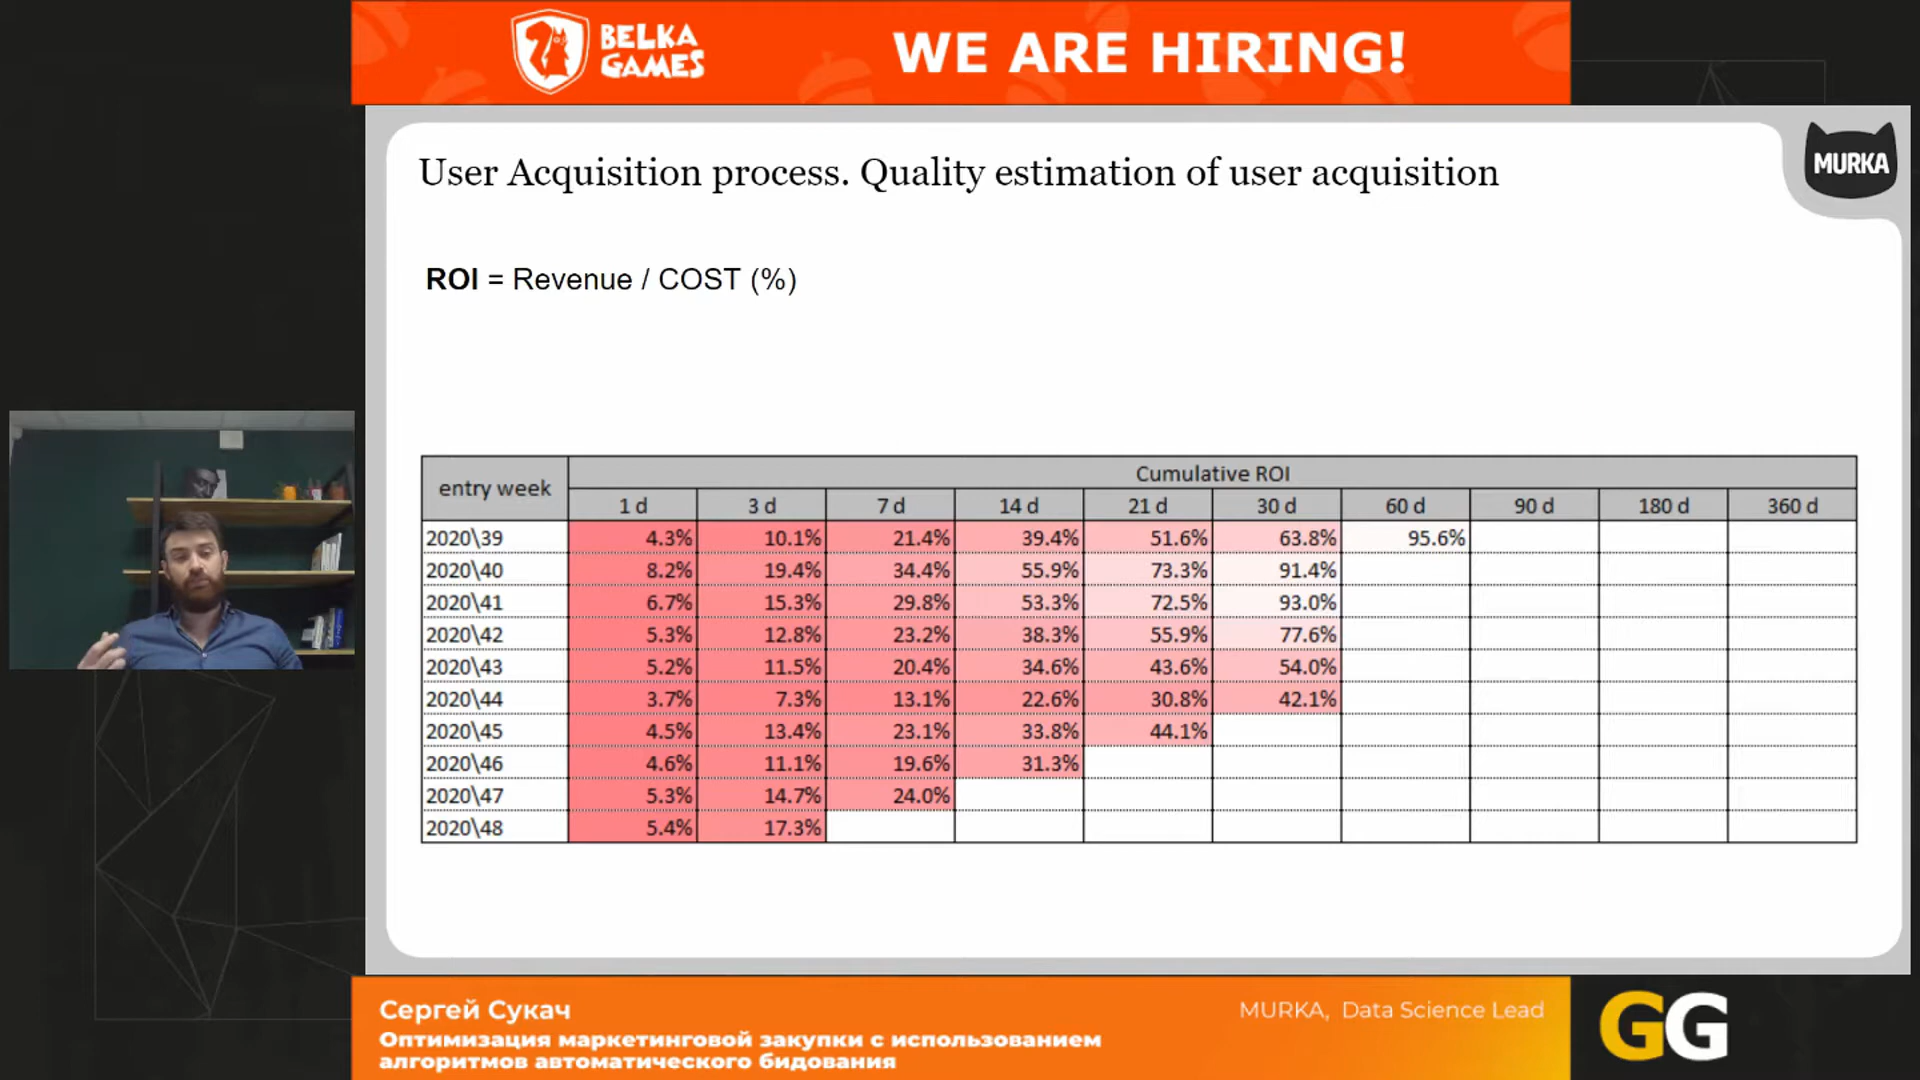 BELKA
GAMES
WE ARE HIRING!
MURKA
User Acquisition process. Quality estimation of user acquisition
ROI = Revenue / COST (%)
entry week Cumulative ROI
1 d 3 d 7 d 14 d 21 d 30 d 60 d 90 d 180 d 360 d
2020\39 4.3% 10.1% 21.4% 39.4% 51.6% 63.8% 95.6%
2020\40 8.2% 19.4% 34.4% 55.9% 73.3% 91.4%
2020\41 6.7% 15.3% 29.8% 53.3% 72.5% 93.0%
2020\42 5.3% 12.8% 23.2% 38.3% 55.9% 77.6%
2020\43 5.2% 11.5% 20.4% 34.6% 43.6% 54.0%
2020\44 3.7% 7.3% 13.1% 22.6% 30.8% 42.1%
2020\45 4.5% 13.4% 23.1% 33.8% 44.1%
2020\46 4.6% 11.1% 19.6% 31.3%
2020\47 5.3% 14.7% 24.0%
2020\48 5.4% 17.3%
Сергей Сукач
MURKA, Data Science Lead
Оптимизация маркетинговой закупки с использованием
алгоритмов автоматического бидования
GG